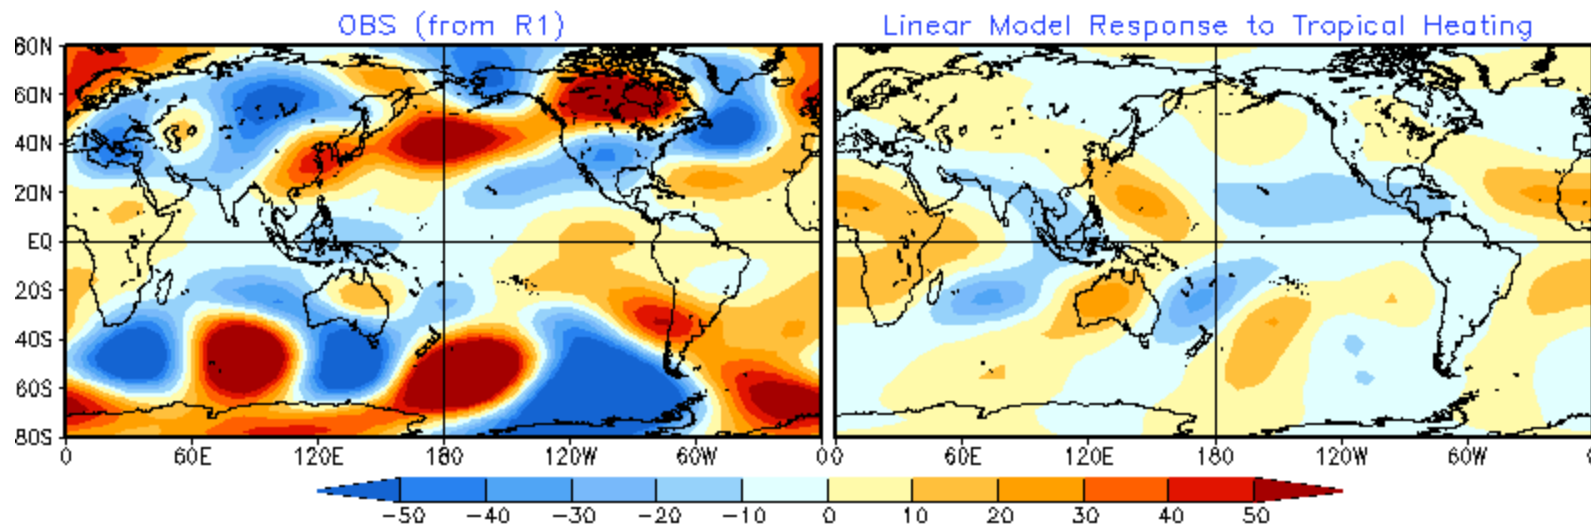 OBS (from R1) Linear Model Response to Tropical Heating
80N
60N
40N
20N
EQ
20S
40S
60S
80S
0 60E 120E 180 120W 60W 0 0 60E 120E 180 120W 60W 0
-50 -40 -30 -20 -10 0 10 20 30 40 50